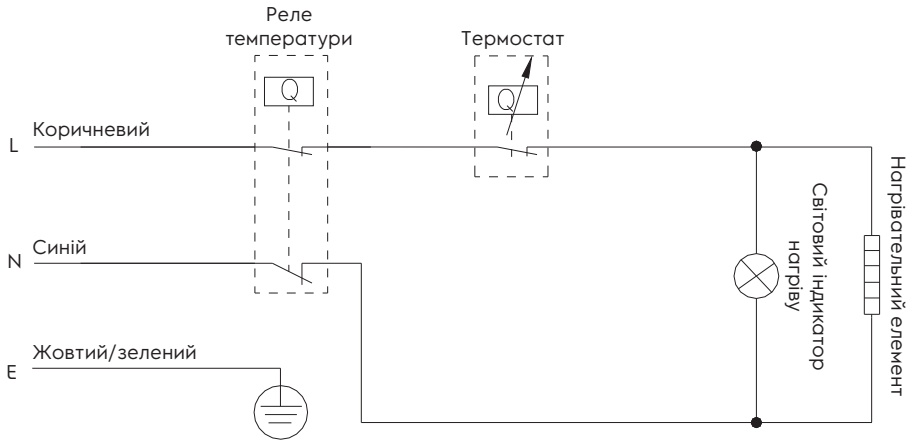 Реле
температури
Термостат
Q
Q
L
Коричневий
N
Синій
E
Жовтий/зелений
Світовий індикатор
нагріву
Нагрівательний елемент